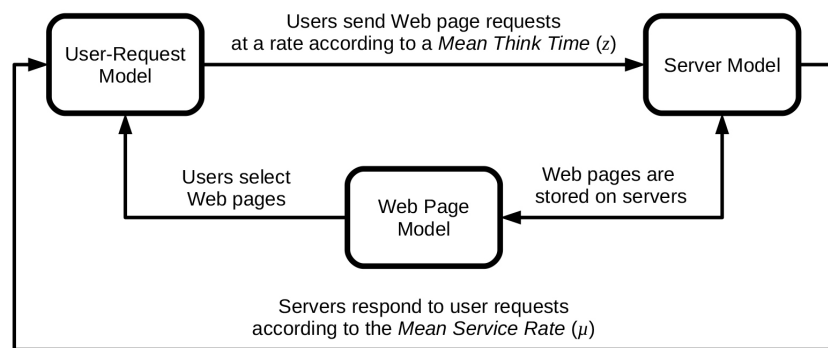 Users send Web page requests
at a rate according to a Mean Think Time (z)
User-Request
Model
Server Model
Users select
Web pages
Web Page
Model
Web pages are
stored on servers
Servers respond to user requests
according to the Mean Service Rate (μ)